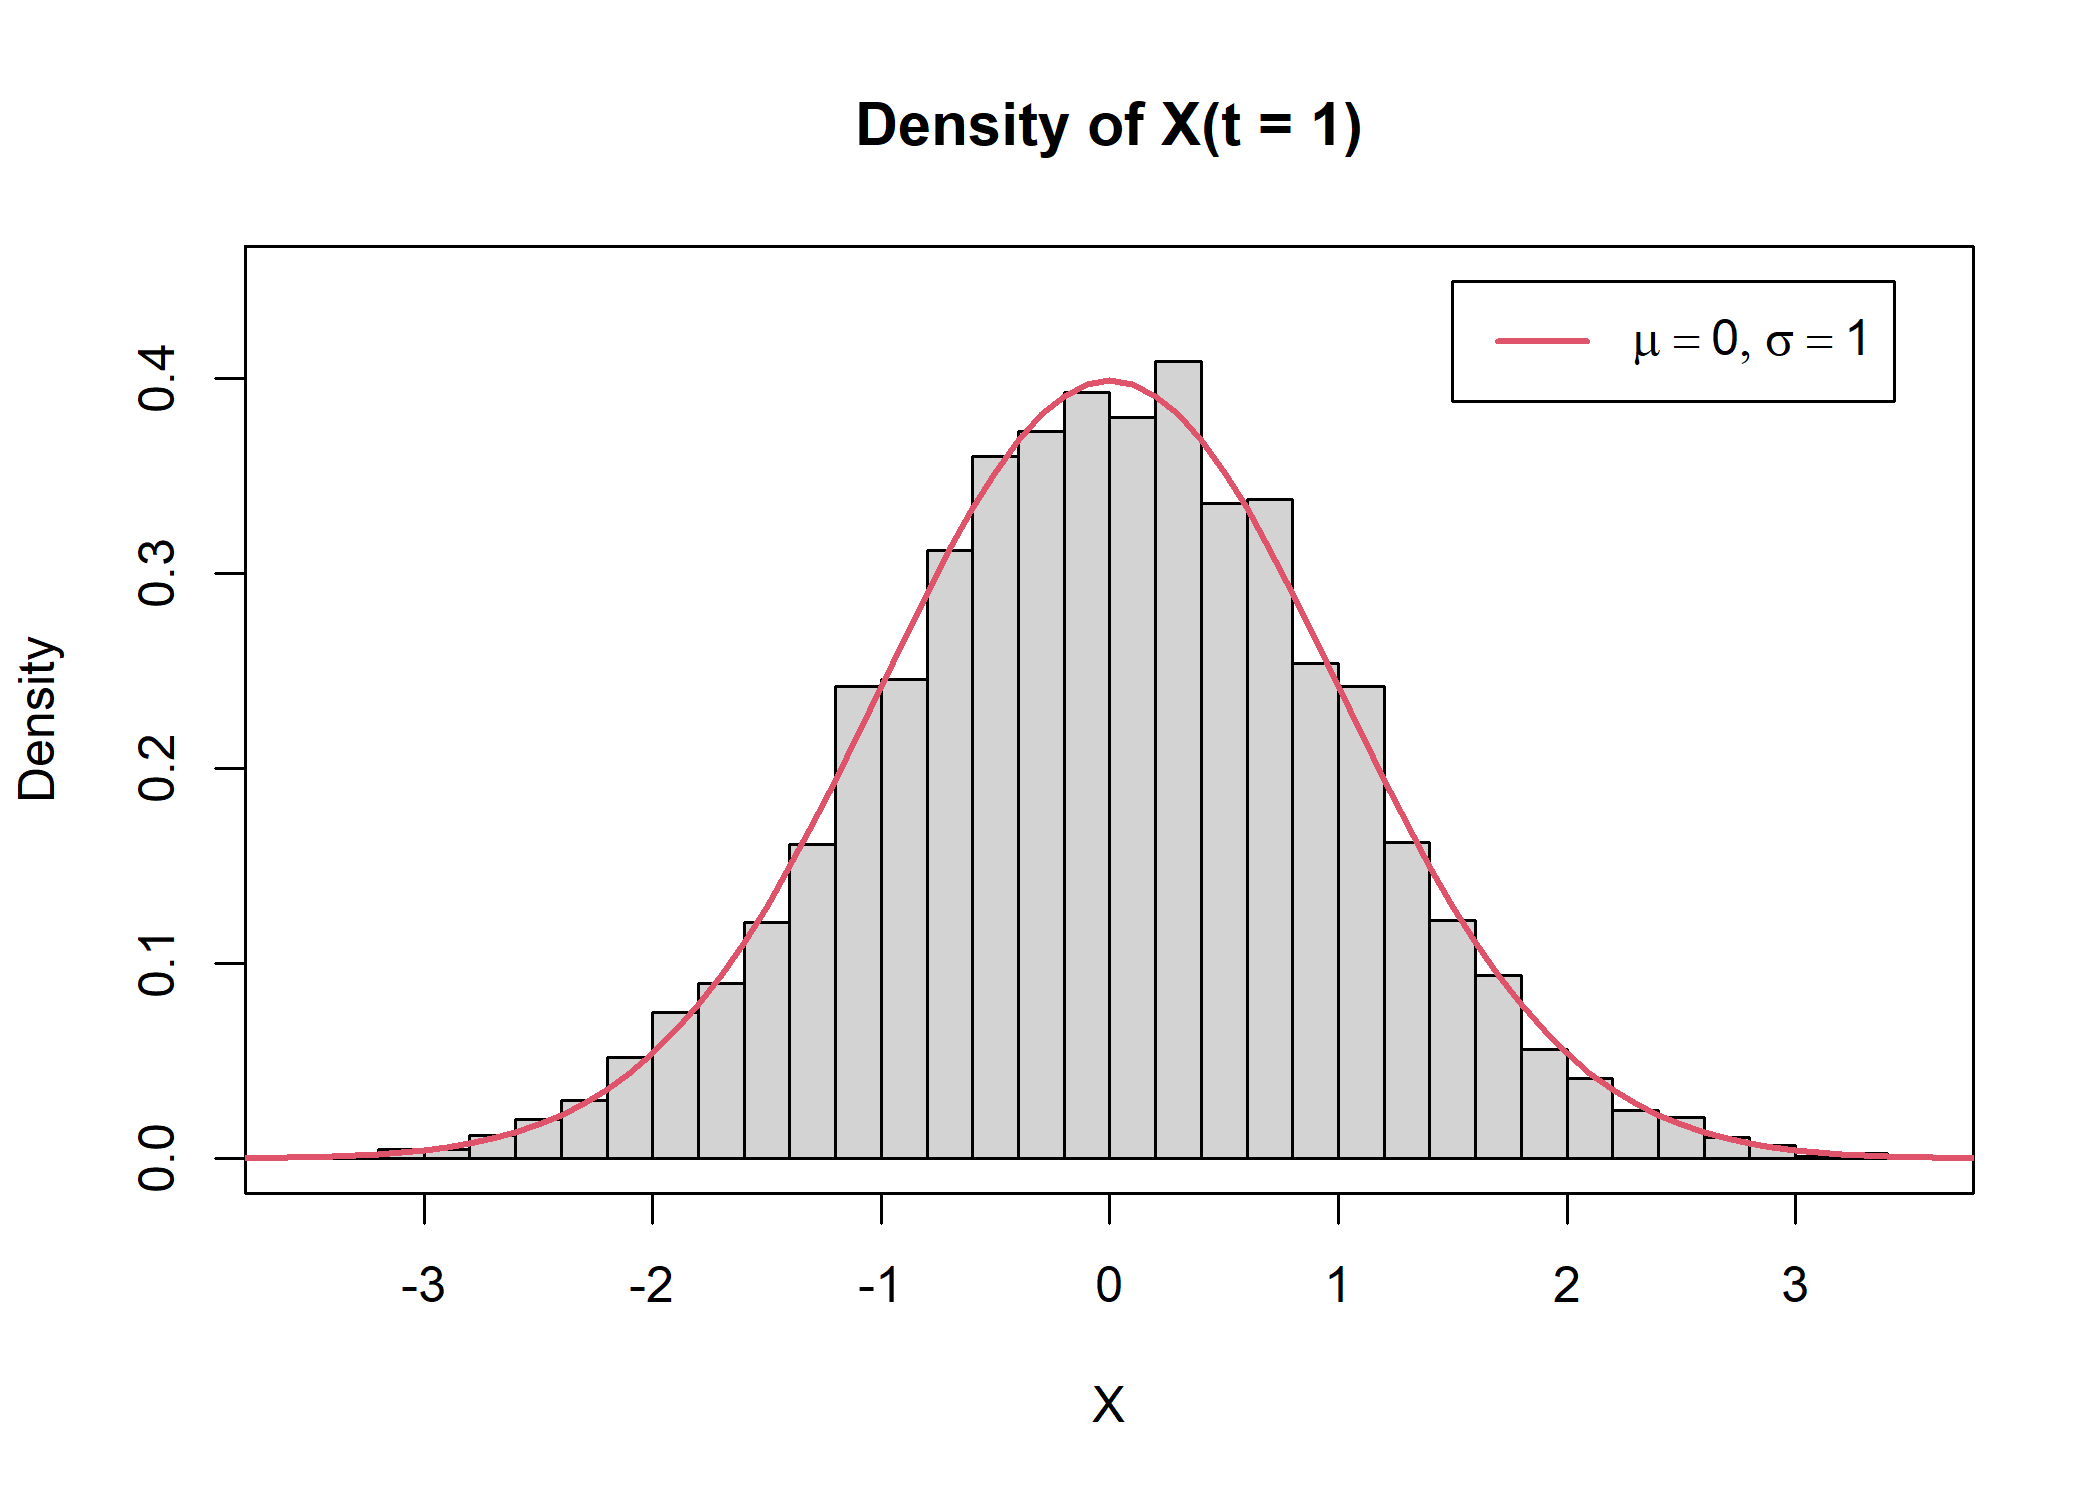 Density of X(t = 1)
μ = 0, σ = 1
Density
0.4
0.3
0.2
0.1
0.0
-3 -2 -1 0 1 2 3
X